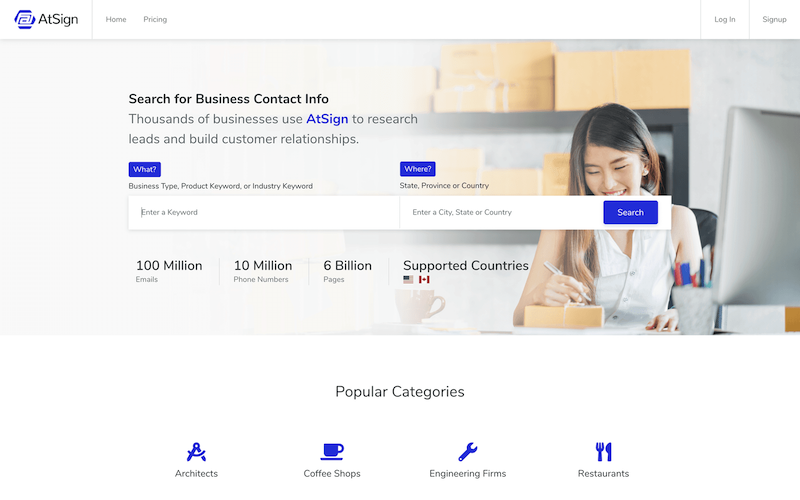 AtSign
Home
Pricing
Log In
Signup
Search for Business Contact Info
Thousands of businesses use AtSign to research
leads and build customer relationships.
What?
Where?
Business Type, Product Keyword, or Industry Keyword
State, Province or Country
Enter a Keyword
Enter a City, State or Country
Search
100 Million
Emails
10 Million
Phone Numbers
6 Billion
Pages
Supported Countries
Popular Categories
Architects
Coffee Shops
Engineering Firms
Restaurants